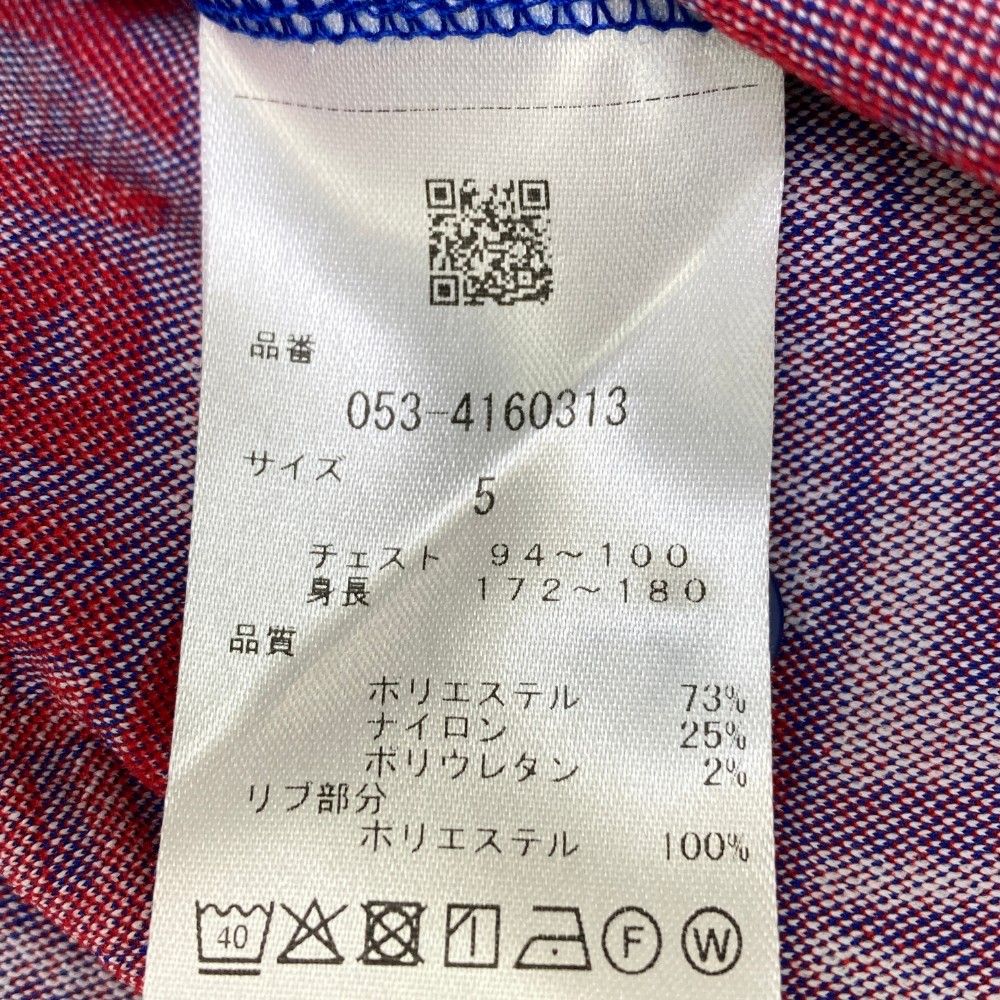 品番
053-4160313
サイズ
5
チェスト 94～100
身長 172～180
品質
ポリエステル 73%
ナイロン 25%
ポリウレタン 2%
リブ部分
ポリエステル 100%
40 F W